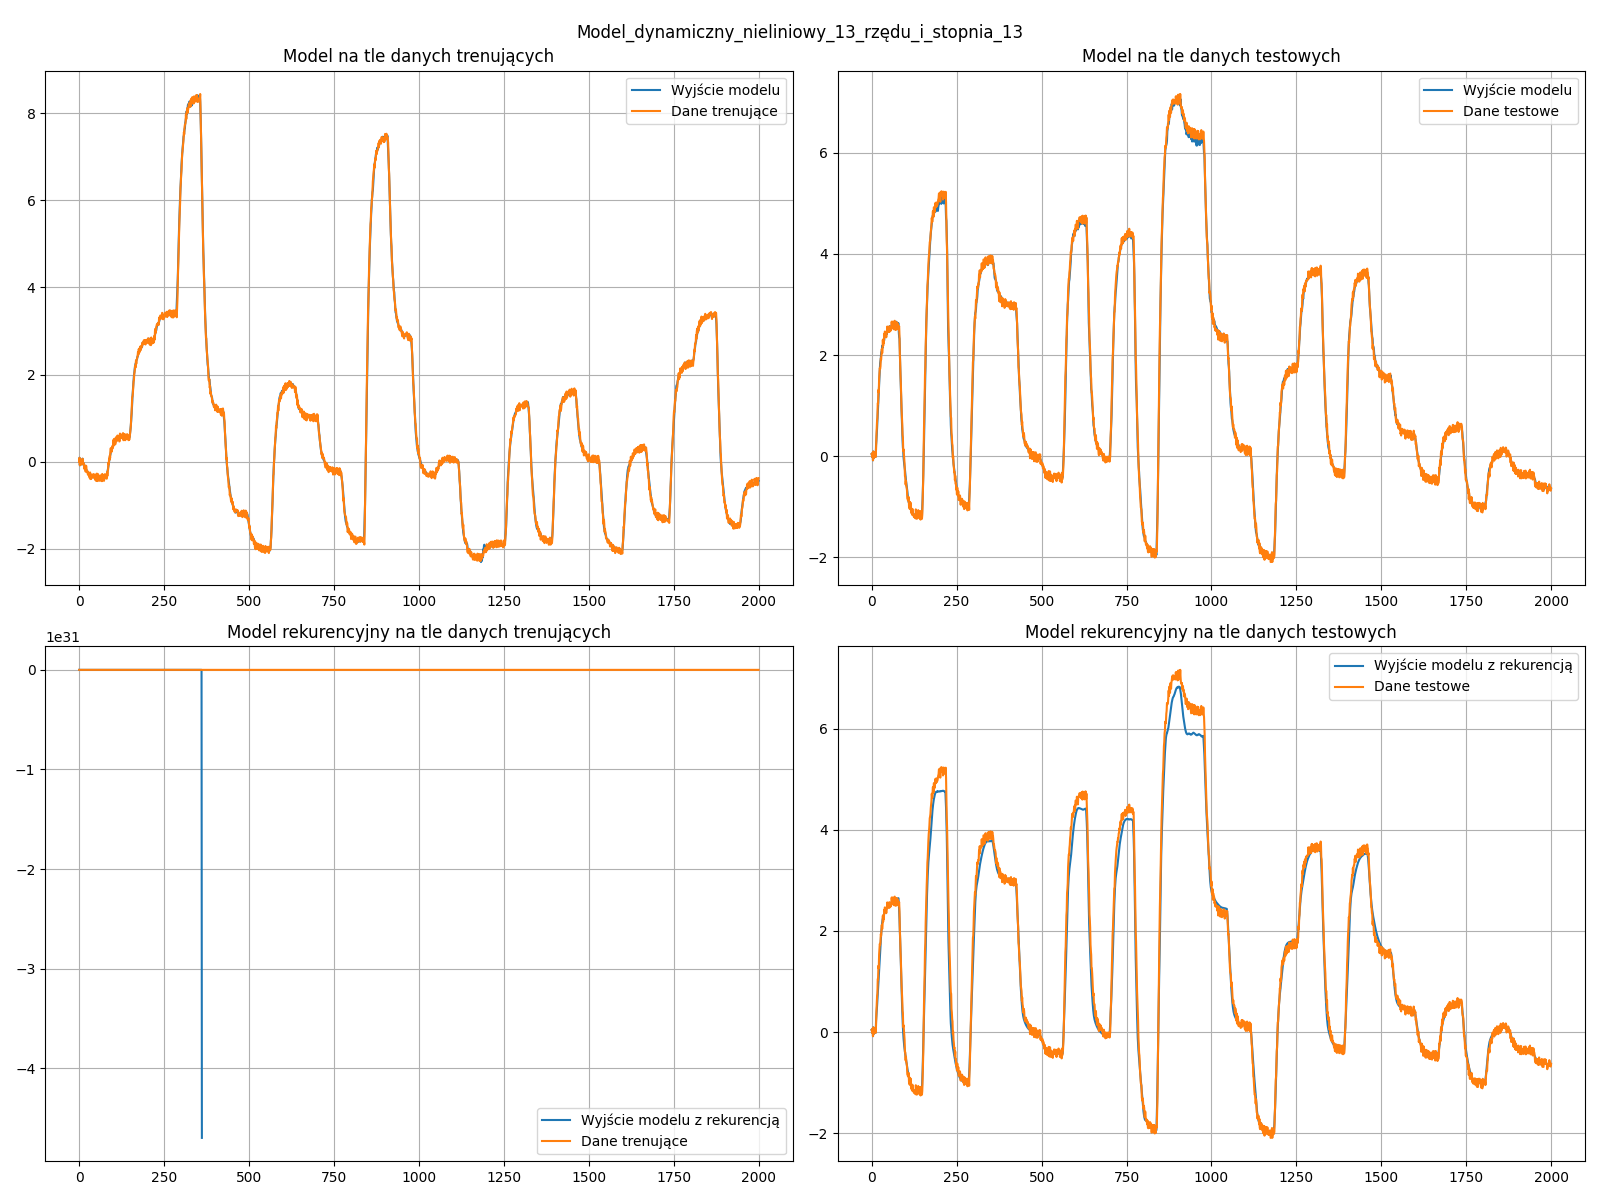 Model_dynamiczny_nieliniowy_13_rzędu_i_stopnia_13
Model na tle danych trenujących
Wyjście modelu
Dane trenujące
8
6
4
2
0
−2
0 250 500 750 1000 1250 1500 1750 2000
Model na tle danych testowych
Wyjście modelu
Dane testowe
6
4
2
0
−2
0 250 500 750 1000 1250 1500 1750 2000
Model rekurencyjny na tle danych trenujących
1e31
0
−1
−2
−3
−4
Wyjście modelu z rekurencją
Dane trenujące
0 250 500 750 1000 1250 1500 1750 2000
Model rekurencyjny na tle danych testowych
Wyjście modelu z rekurencją
Dane testowe
6
4
2
0
−2
0 250 500 750 1000 1250 1500 1750 2000